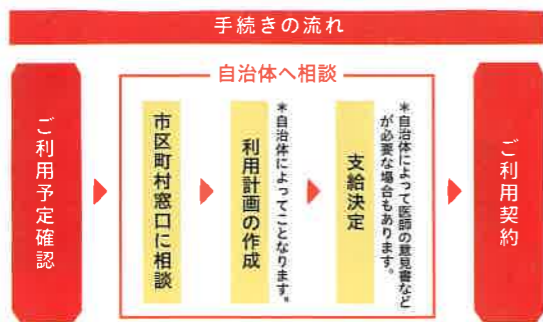 手続きの流れ
自治体へ相談
ご利用予定確認
市区町村窓口に相談
利用計画の作成
*自治体によってことなります。
支給決定
*自治体によって医師の意見書など
が必要な場合もあります。
ご利用契約